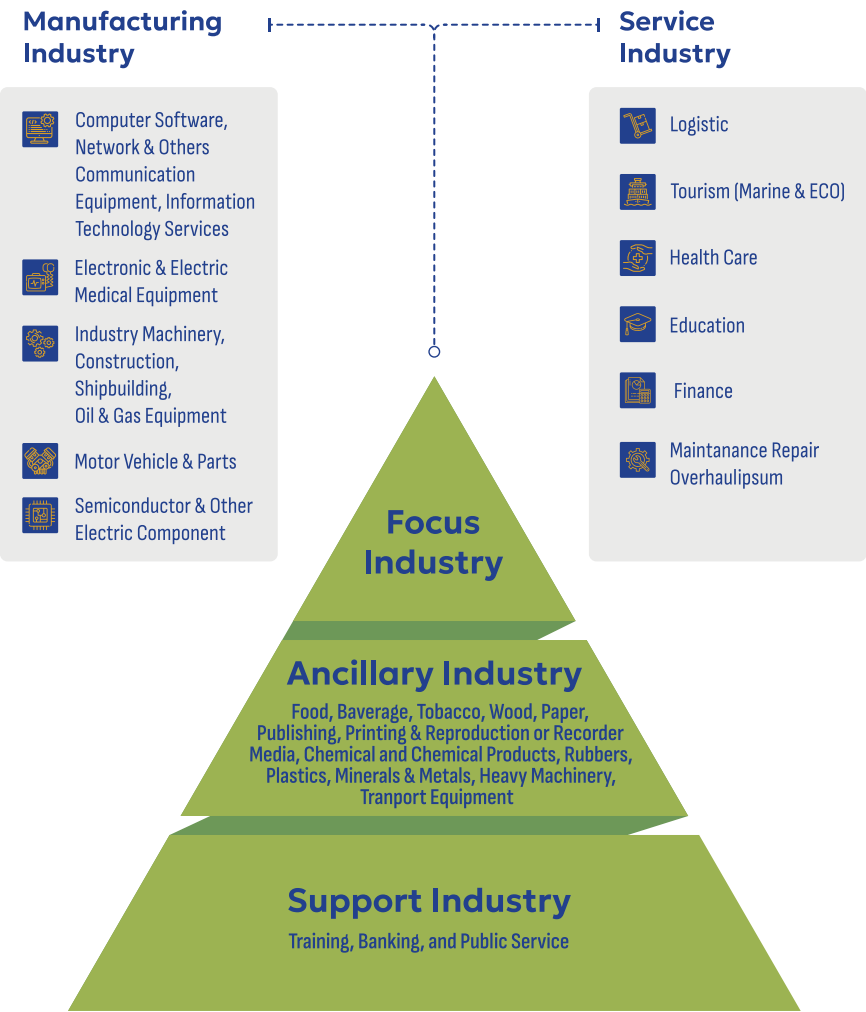 Manufacturing
Industry
Computer Software,
Network & Others
Communication
Equipment, Information
Technology Services
Electronic & Electric
Medical Equipment
Industry Machinery,
Construction,
Shipbuilding,
Oil & Gas Equipment
Motor Vehicle & Parts
Semiconductor & Other
Electric Component
Service
Industry
Logistic
Tourism (Marine & ECO)
Health Care
Education
Finance
Maintanance Repair
Overhaulipsum
Focus
Industry
Ancillary Industry
Food, Baverage, Tobacco, Wood, Paper,
Publishing, Printing & Reproduction or Recorder
Media, Chemical and Chemical Products, Rubbers,
Plastics, Minerals & Metals, Heavy Machinery,
Tranport Equipment
Support Industry
Training, Banking, and Public Service